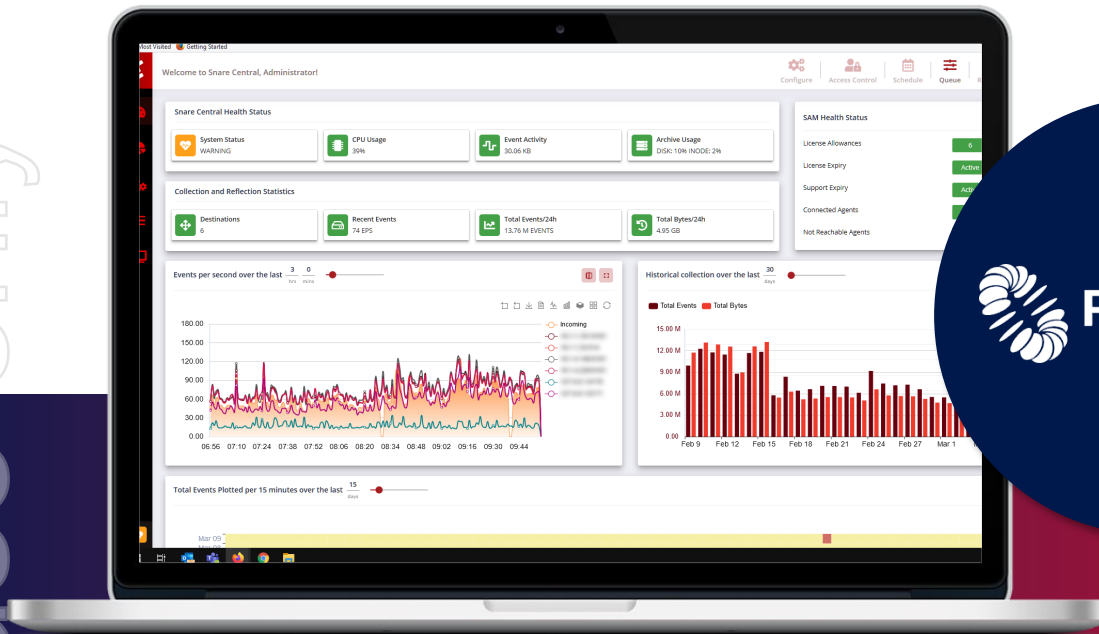 Most Visited Getting Started
Welcome to Snare Central, Administrator!
Configure Access Control Schedule Queue
Snare Central Health Status
System Status
WARNING
CPU Usage
39%
Event Activity
30.06 KB
Archive Usage
DISK: 10% INODE: 2%
Collection and Reflection Statistics
Destinations
6
Recent Events
74 EPS
Total Events/24h
13.76 M EVENTS
Total Bytes/24h
4.95 GB
SAM Health Status
License Allowances 6
License Expiry Active
Support Expiry
Connected Agents
Not Reachable Agents
Events per second over the last 3 0
hrs mins
Incoming
180.00
150.00
120.00
90.00
60.00
30.00
0.00
06:56 07:10 07:24 07:38 07:52 08:06 08:20 08:34 08:48 09:02 09:16 09:30 09:44
Historical collection over the last 30
days
Total Events Total Bytes
15.00 M
12.00 M
9.00 M
6.00 M
3.00 M
0.00
Feb 9 Feb 12 Feb 15 Feb 18 Feb 21 Feb 24 Feb 27 Mar 1
Total Events Plotted per 15 minutes over the last 15
days
Mar 09
Mar 08